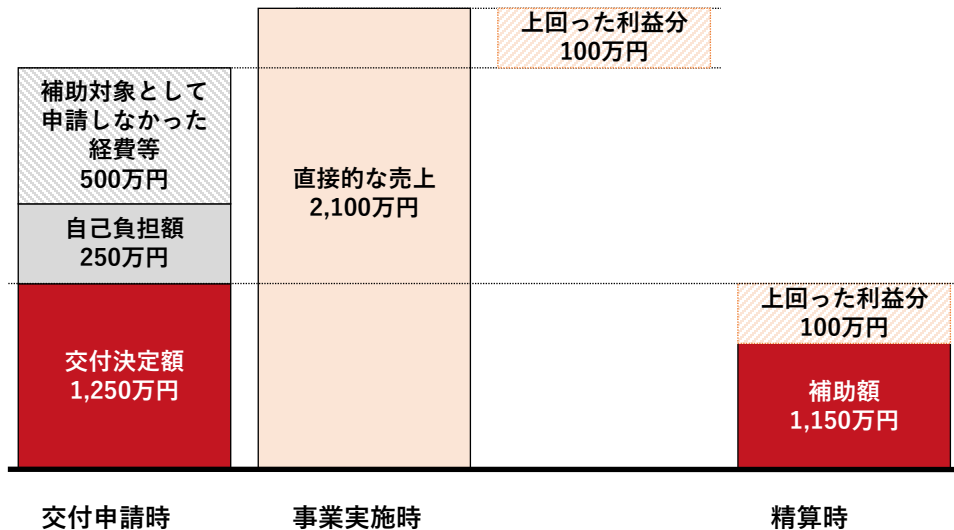 補助対象として
申請しなかった
経費等
500万円
自己負担額
250万円
交付決定額
1,250万円
直接的な売上
2,100万円
上回った利益分
100万円
上回った利益分
100万円
補助額
1,150万円
交付申請時
事業実施時
精算時